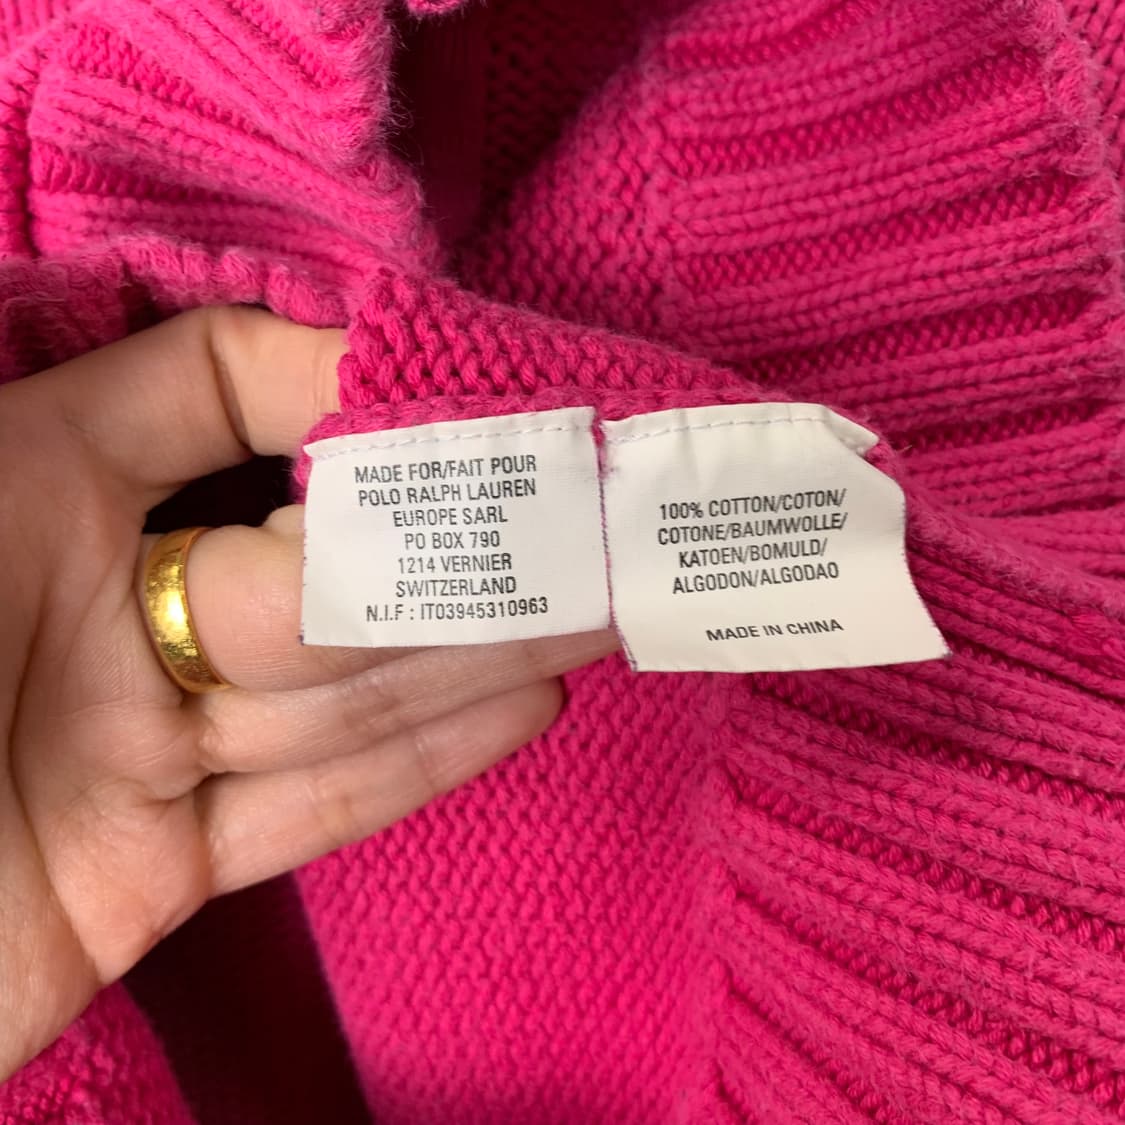 MADE FOR/FAIT POUR
POLO RALPH LAUREN
EUROPE SARL
PO BOX 790
1214 VERNIER
SWITZERLAND
N.I.F : IT03945310963
100% COTTON/COTON/
COTONE/BAUMWOLLE/
KATOEN/BOMULD/
ALGODON/ALGODAO
MADE IN CHINA